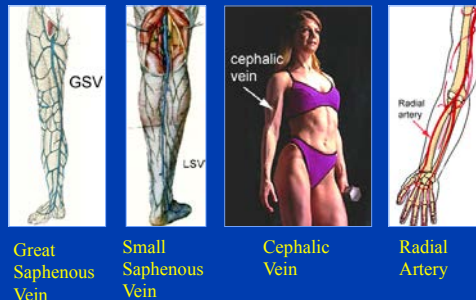 GSV
LSV
cephalic
vein
Radial
artery
Great
Saphenous
Vein
Small
Saphenous
Vein
Cephalic
Vein
Radial
Artery